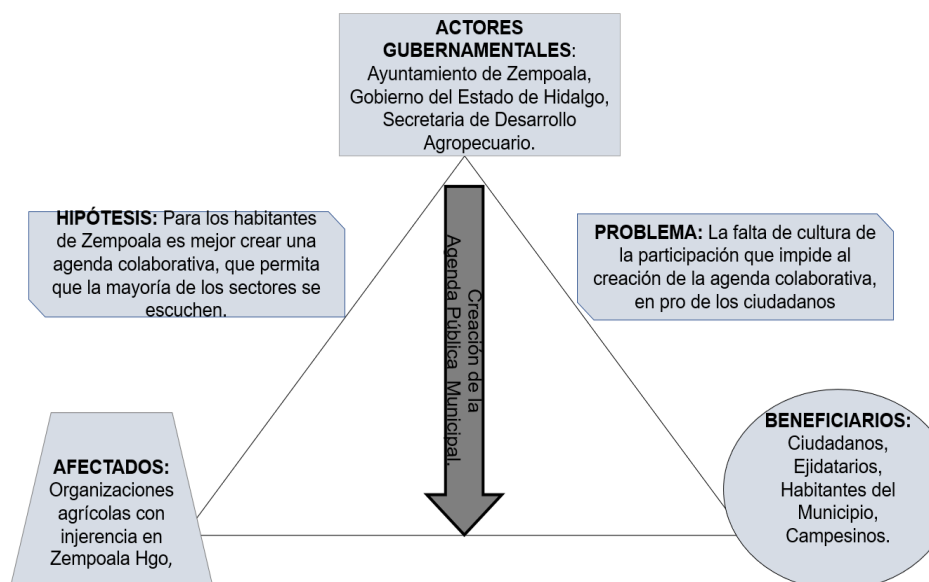 ACTORES
GUBERNAMENTALES:
Ayuntamiento de Zempoala,
Gobierno del Estado de Hidalgo,
Secretaria de Desarrollo
Agropecuario.
HIPÓTESIS: Para los habitantes
de Zempoala es mejor crear una
agenda colaborativa, que permita
que la mayoría de los sectores se
escuchen.
PROBLEMA: La falta de cultura de
la participación que impide al
creación de la agenda colaborativa,
en pro de los ciudadanos
Creación de la
Agenda Pública Municipal.
AFECTADOS:
Organizaciones
agrícolas con
injerencia en
Zempoala Hgo,
BENEFICIARIOS:
Ciudadanos,
Ejidatarios,
Habitantes del
Municipio,
Campesinos.